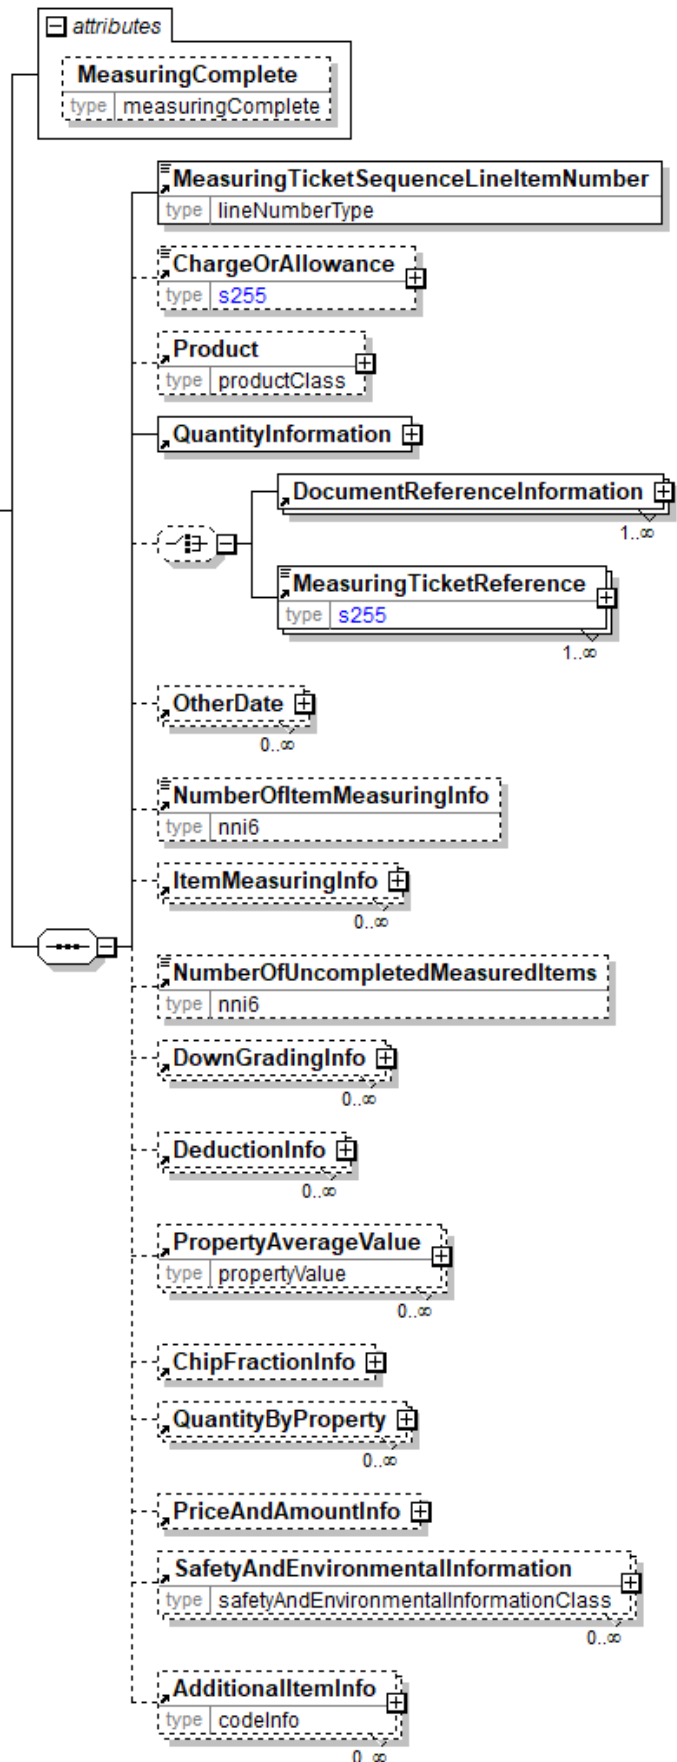 attributes
MeasuringComplete
type measuringComplete
MeasuringTicketSequenceLineItemNumber
type lineNumberType
ChargeOrAllowance
type s255
Product
type productClass
QuantityInformation
DocumentReferenceInformation
1..∞
MeasuringTicketReference
type s255
1..∞
OtherDate
0..∞
NumberOfItemMeasuringInfo
type nni6
ItemMeasuringInfo
0..∞
NumberOfUncompletedMeasuredItems
type nni6
DownGradingInfo
0..∞
DeductionInfo
0..∞
PropertyAverageValue
type propertyValue
0..∞
ChipFractionInfo
QuantityByProperty
0..∞
PriceAndAmountInfo
SafetyAndEnvironmentalInformation
type safetyAndEnvironmentalInformationClass
0..∞
AdditionalItemInfo
type codeInfo
0..∞